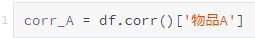 1 corr_A = df.corr()['物品A']